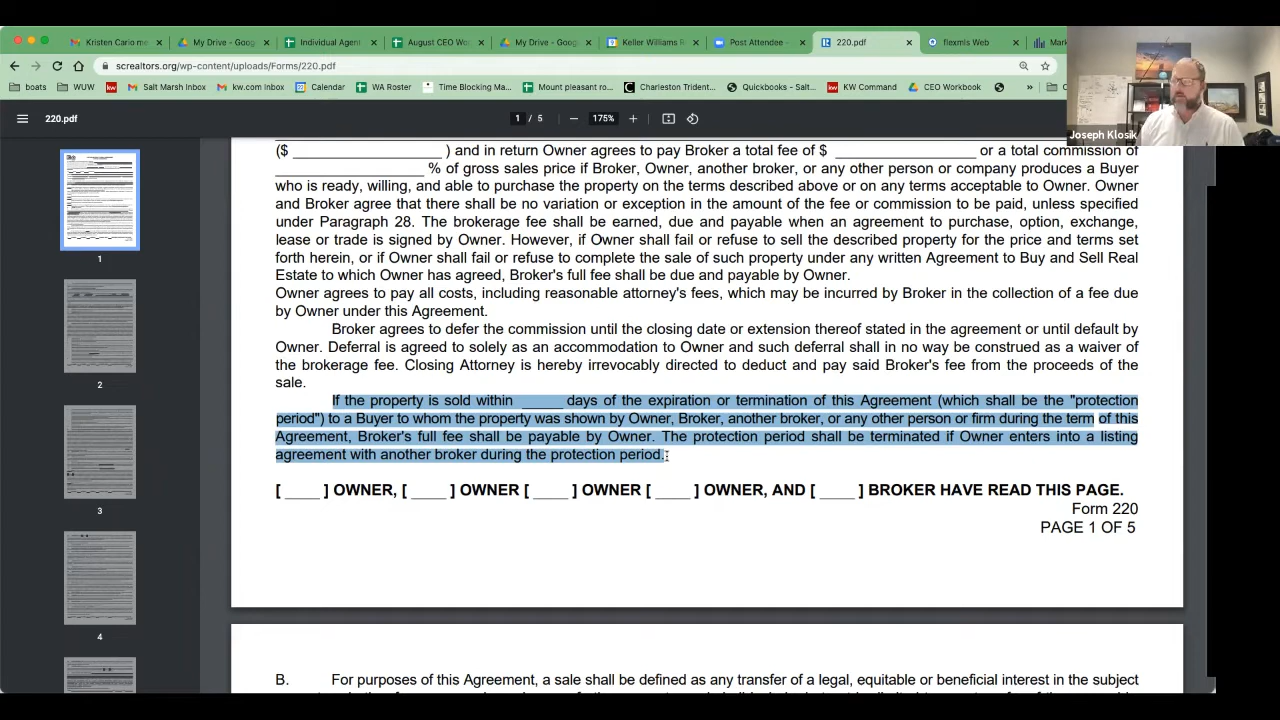 Kristen Cario me
My Drive - Goog
Individual Agent
August CEO Wo
My Drive - Goog
Keller Williams R
Post Attendee -
220.pdf
flexmls Web
Mark
screaltors.org/wp-content/uploads/Forms/220.pdf
boats
WUW
Salt Marsh Inbox
kw.com Inbox
Calendar
WA Roster
Time Blocking Ma...
Mount pleasant ro...
Charleston Trident...
Quickbooks - Salt...
KW Command
CEO Workbook
»
220.pdf
1 / 5
175%
Joseph Klosik
($ ____ ) and in return Owner agrees to pay Broker a total fee of $ ____ or a total commission of
____ % of gross sales price if Broker, Owner, another broker, or any other person or company produces a Buyer
who is ready, willing, and able to purchase the property on the terms described above or on any terms acceptable to Owner. Owner
and Broker agree that there shall be no variation or exception in the amount of the fee or commission to be paid, unless specified
under Paragraph 28. The brokerage fee shall be earned, due and payable when an agreement to purchase, option, exchange,
lease or trade is signed by Owner. However, if Owner shall fail or refuse to sell the described property for the price and terms set
forth herein, or if Owner shall fail or refuse to complete the sale of such property under any written Agreement to Buy and Sell Real
Estate to which Owner has agreed, Broker's full fee shall be due and payable by Owner.
Owner agrees to pay all costs, including reasonable attorney's fees, which may be incurred by Broker in the collection of a fee due
by Owner under this Agreement.
Broker agrees to defer the commission until the closing date or extension thereof stated in the agreement or until default by
Owner. Deferral is agreed to solely as an accommodation to Owner and such deferral shall in no way be construed as a waiver of
the brokerage fee. Closing Attorney is hereby irrevocably directed to deduct and pay said Broker's fee from the proceeds of the
sale.
If the property is sold within _____ days of the expiration or termination of this Agreement (which shall be the "protection
period") to a Buyer to whom the property was shown by Owner, Broker, another broker, or any other person or firm during the term of this
Agreement, Broker's full fee shall be payable by Owner. The protection period shall be terminated if Owner enters into a listing
agreement with another broker during the protection period.
[ ____ ] OWNER, [ ____ ] OWNER [ ____ ] OWNER [ ____ ] OWNER, AND [ ____ ] BROKER HAVE READ THIS PAGE.
Form 220
PAGE 1 OF 5
B. For purposes of this Agreement, a sale shall be defined as any transfer of a legal, equitable or beneficial interest in the subject
1
2
3
4